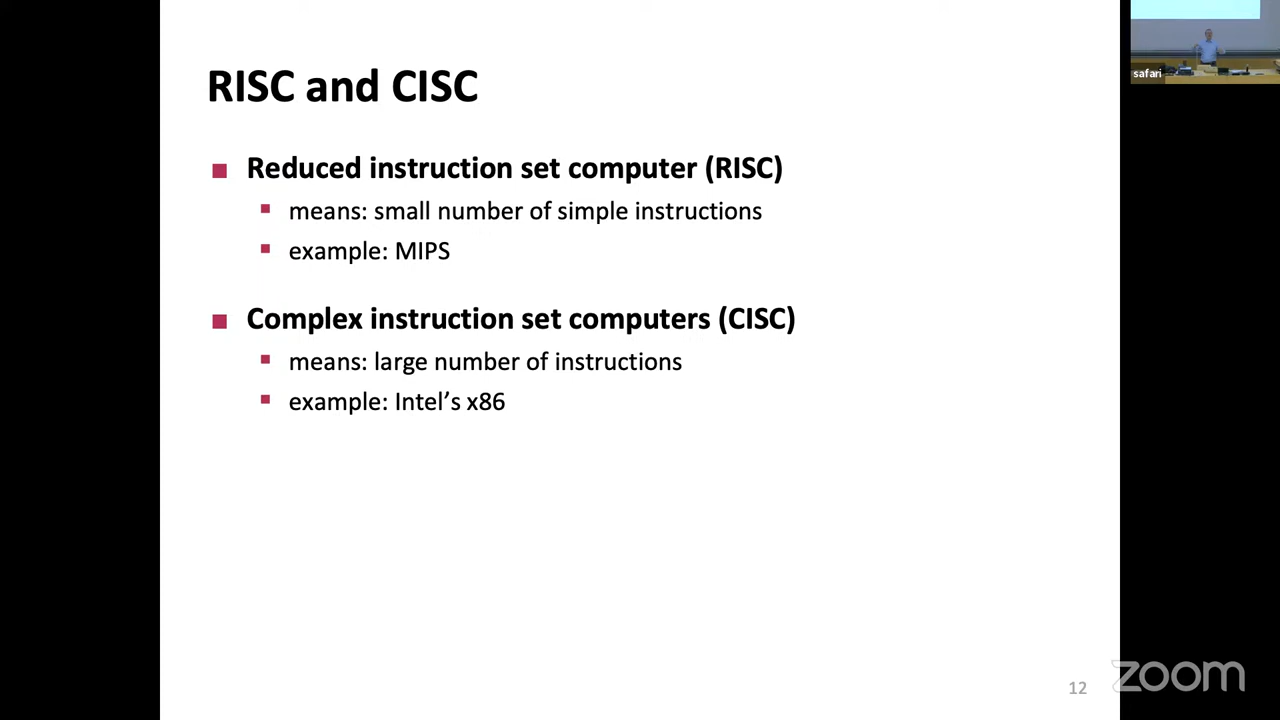 RISC and CISC
Reduced instruction set computer (RISC)
means: small number of simple instructions
example: MIPS
Complex instruction set computers (CISC)
means: large number of instructions
example: Intel's x86
12
safari
zoom